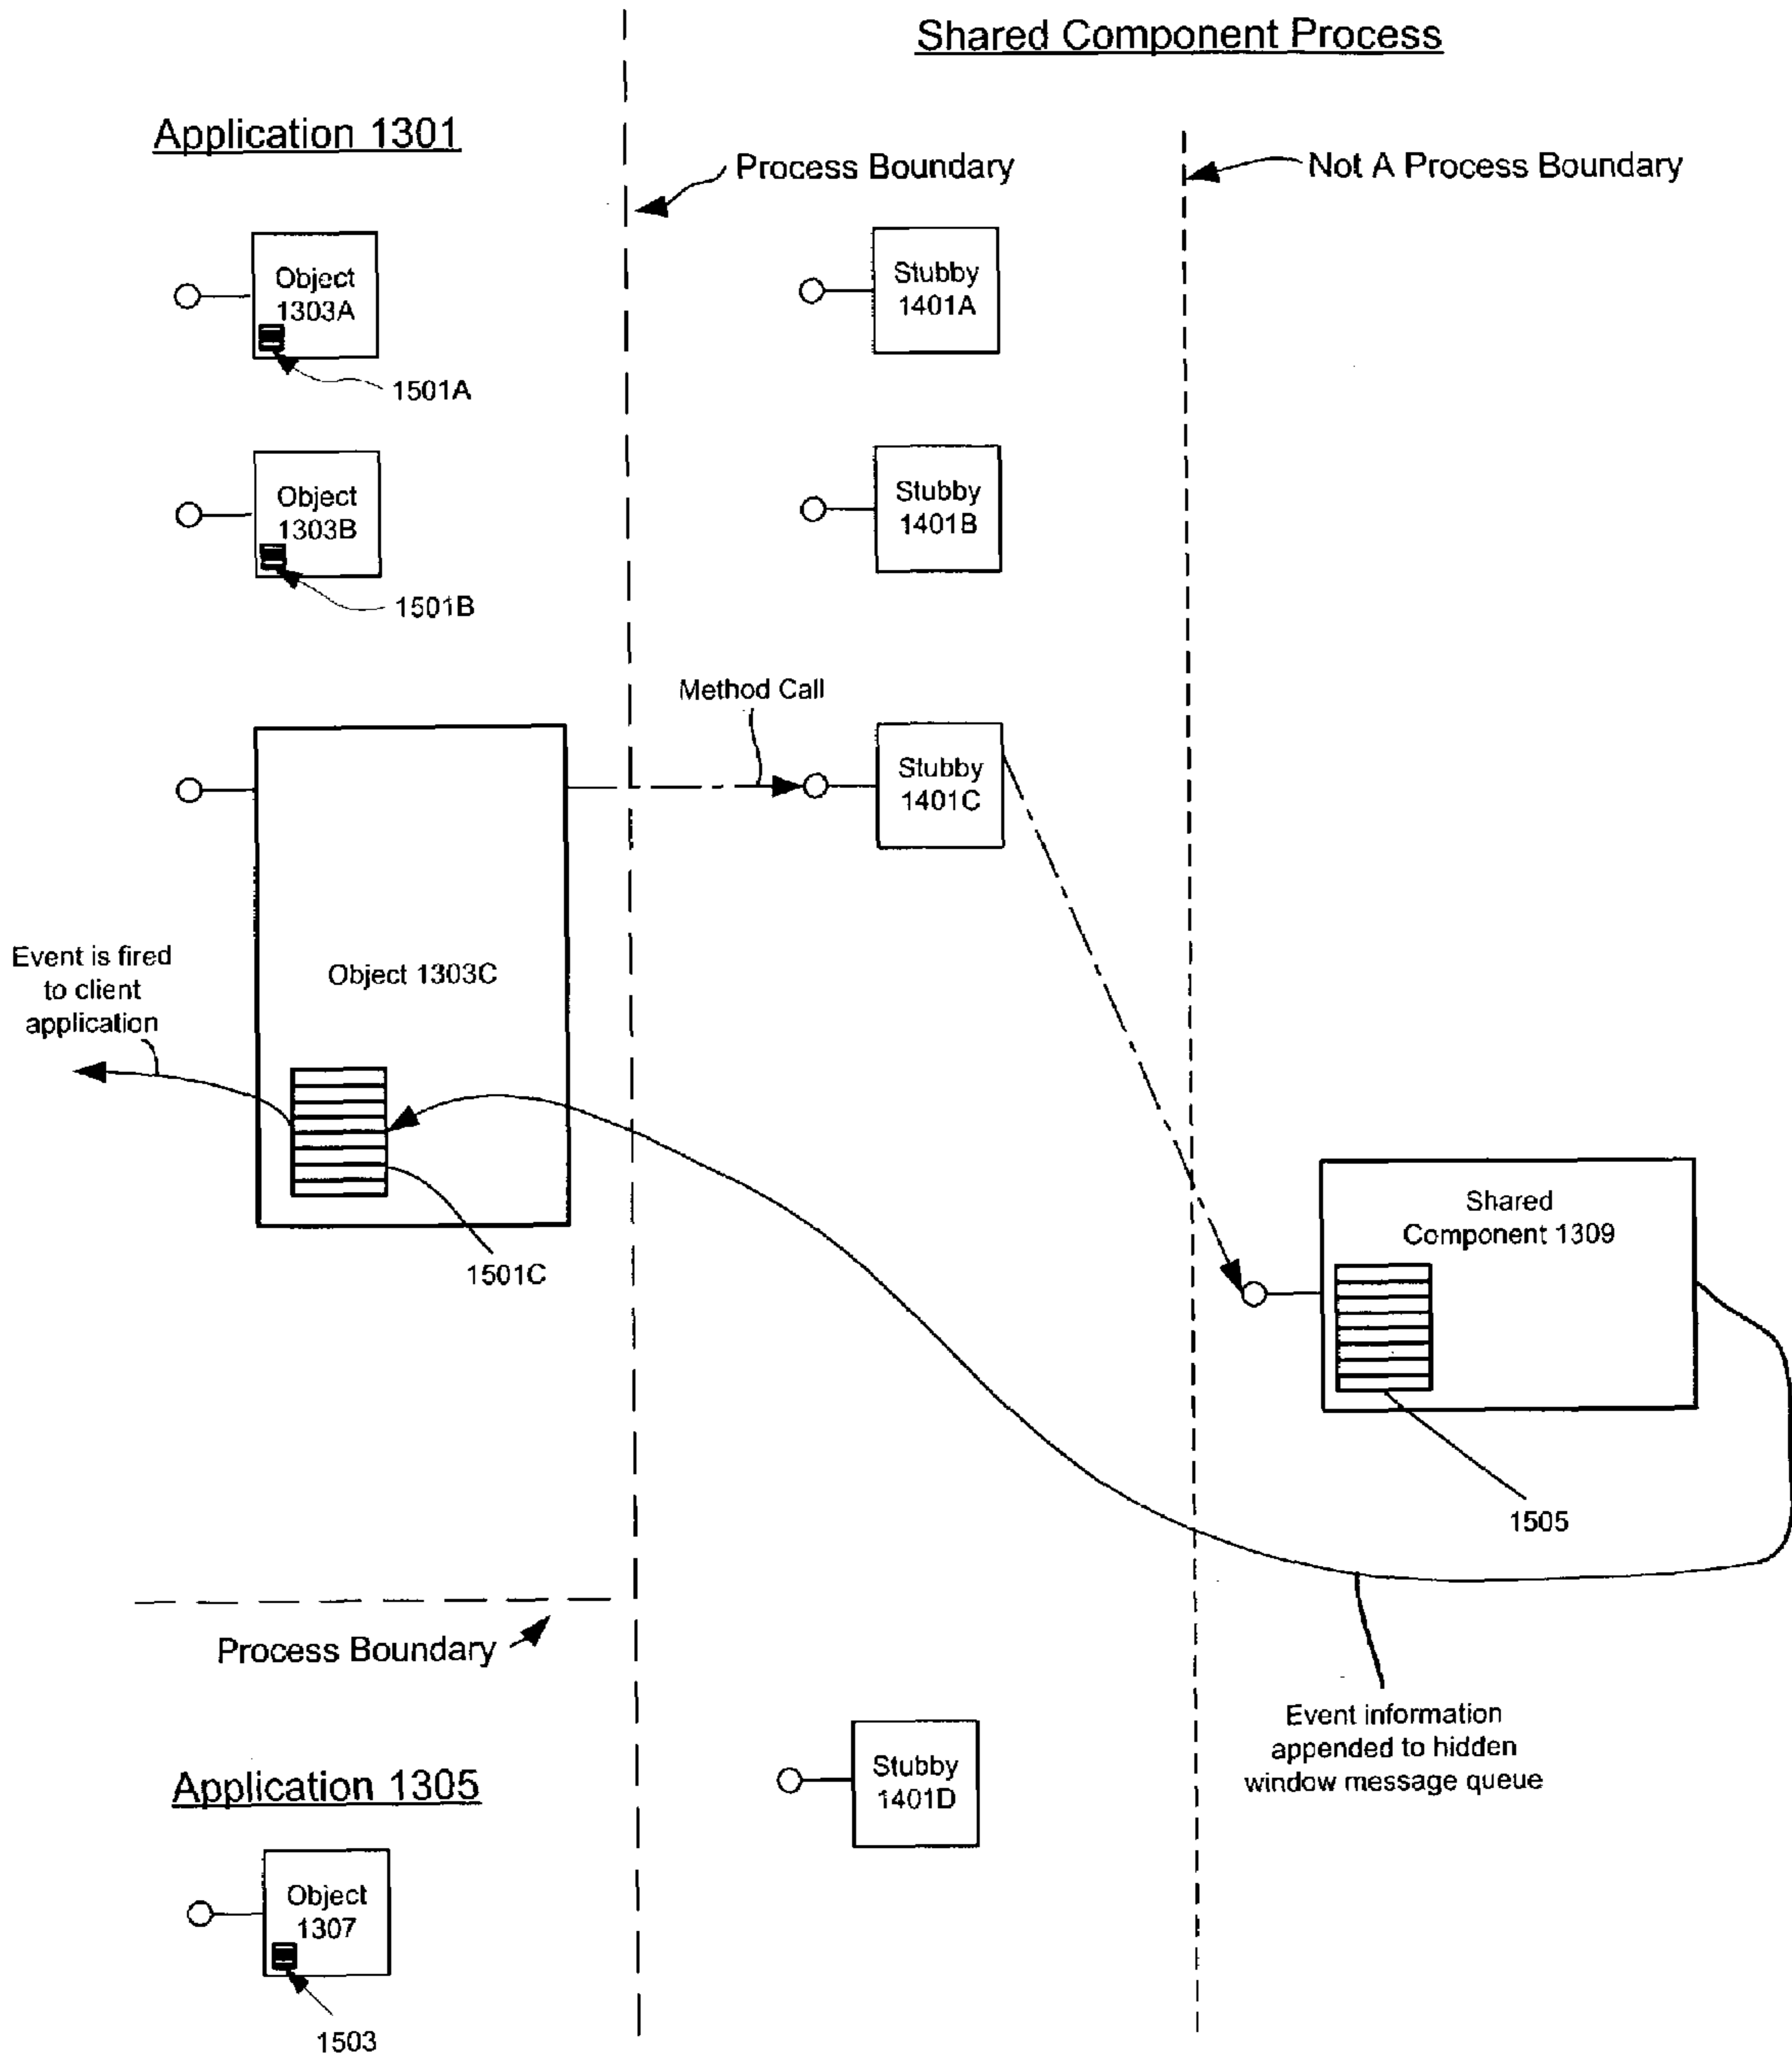 Shared Component Process
Application 1301
Process Boundary
Not A Process Boundary
Object
1303A
Stubby
1401A
1501A
Object
1303B
Stubby
1401B
1501B
Method Call
Stubby
1401C
Event is fired
to client
application
Object 1303C
1501C
Shared
Component 1309
1505
Process Boundary
Event information
appended to hidden
window message queue
Stubby
1401D
Application 1305
Object
1307
1503